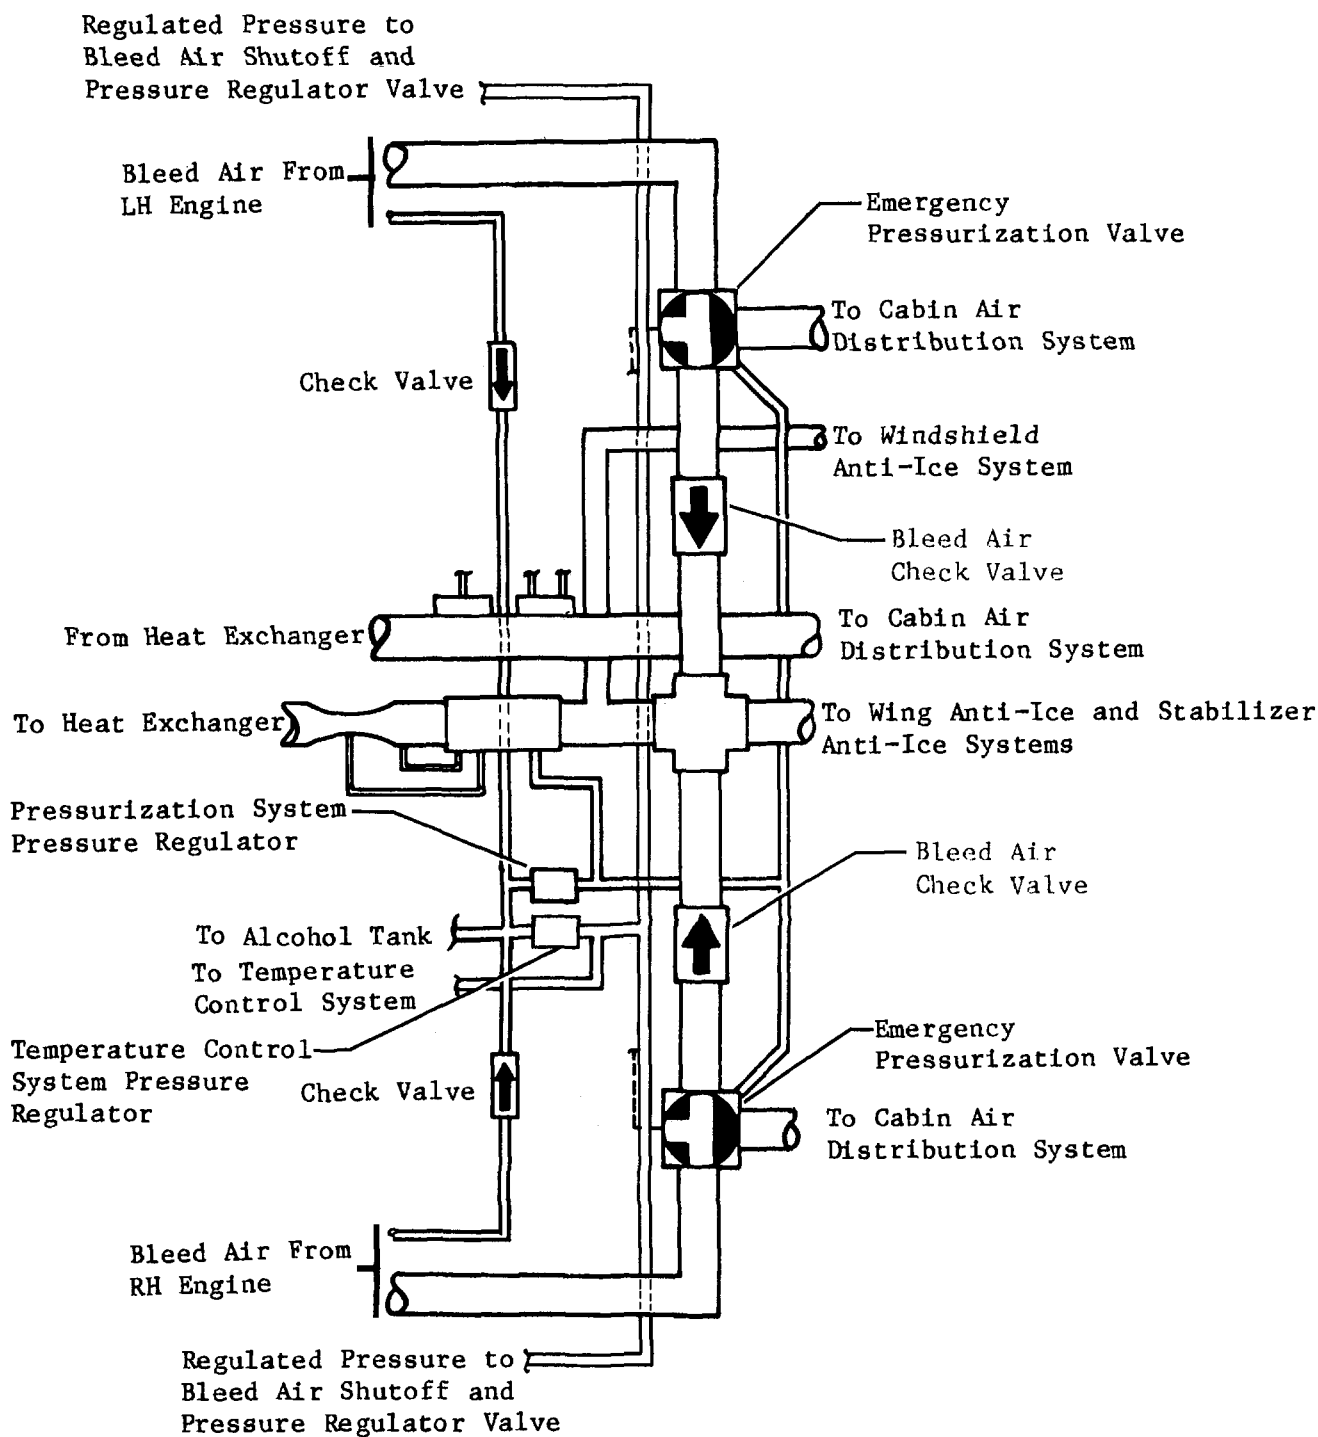 Regulated Pressure to
Bleed Air Shutoff and
Pressure Regulator Valve
Bleed Air From
LH Engine
Emergency
Pressurization Valve
To Cabin Air
Distribution System
Check Valve
To Windshield
Anti-Ice System
Bleed Air
Check Valve
From Heat Exchanger
To Cabin Air
Distribution System
To Heat Exchanger
To Wing Anti-Ice and Stabilizer
Anti-Ice Systems
Pressurization System
Pressure Regulator
Bleed Air
Check Valve
To Alcohol Tank
To Temperature
Control System
Temperature Control
System Pressure
Regulator
Check Valve
Emergency
Pressurization Valve
To Cabin Air
Distribution System
Bleed Air From
RH Engine
Regulated Pressure to
Bleed Air Shutoff and
Pressure Regulator Valve